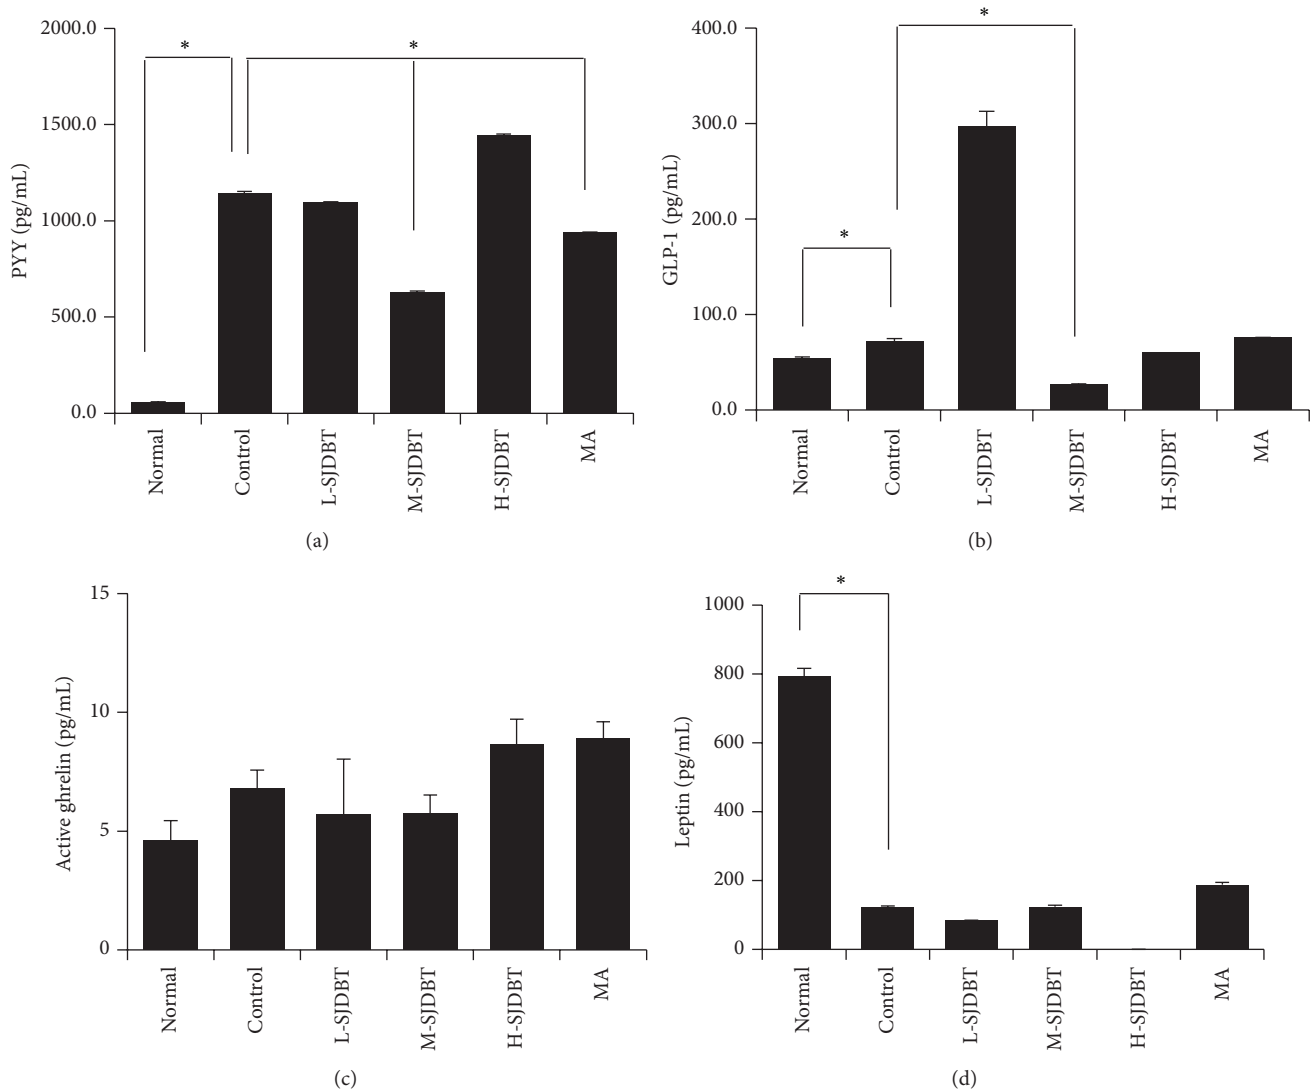 PYY (pg/mL)
2000.0
1500.0
1000.0
500.0
0.0
*
*
Normal
Control
L-SJDBT
M-SJDBT
H-SJDBT
MA
(a)
GLP-1 (pg/mL)
400.0
300.0
200.0
100.0
0.0
*
*
Normal
Control
L-SJDBT
M-SJDBT
H-SJDBT
MA
(b)
Active ghrelin (pg/mL)
15
10
5
0
Normal
Control
L-SJDBT
M-SJDBT
H-SJDBT
MA
(c)
Leptin (pg/mL)
1000
800
600
400
200
0
*
Normal
Control
L-SJDBT
M-SJDBT
H-SJDBT
MA
(d)